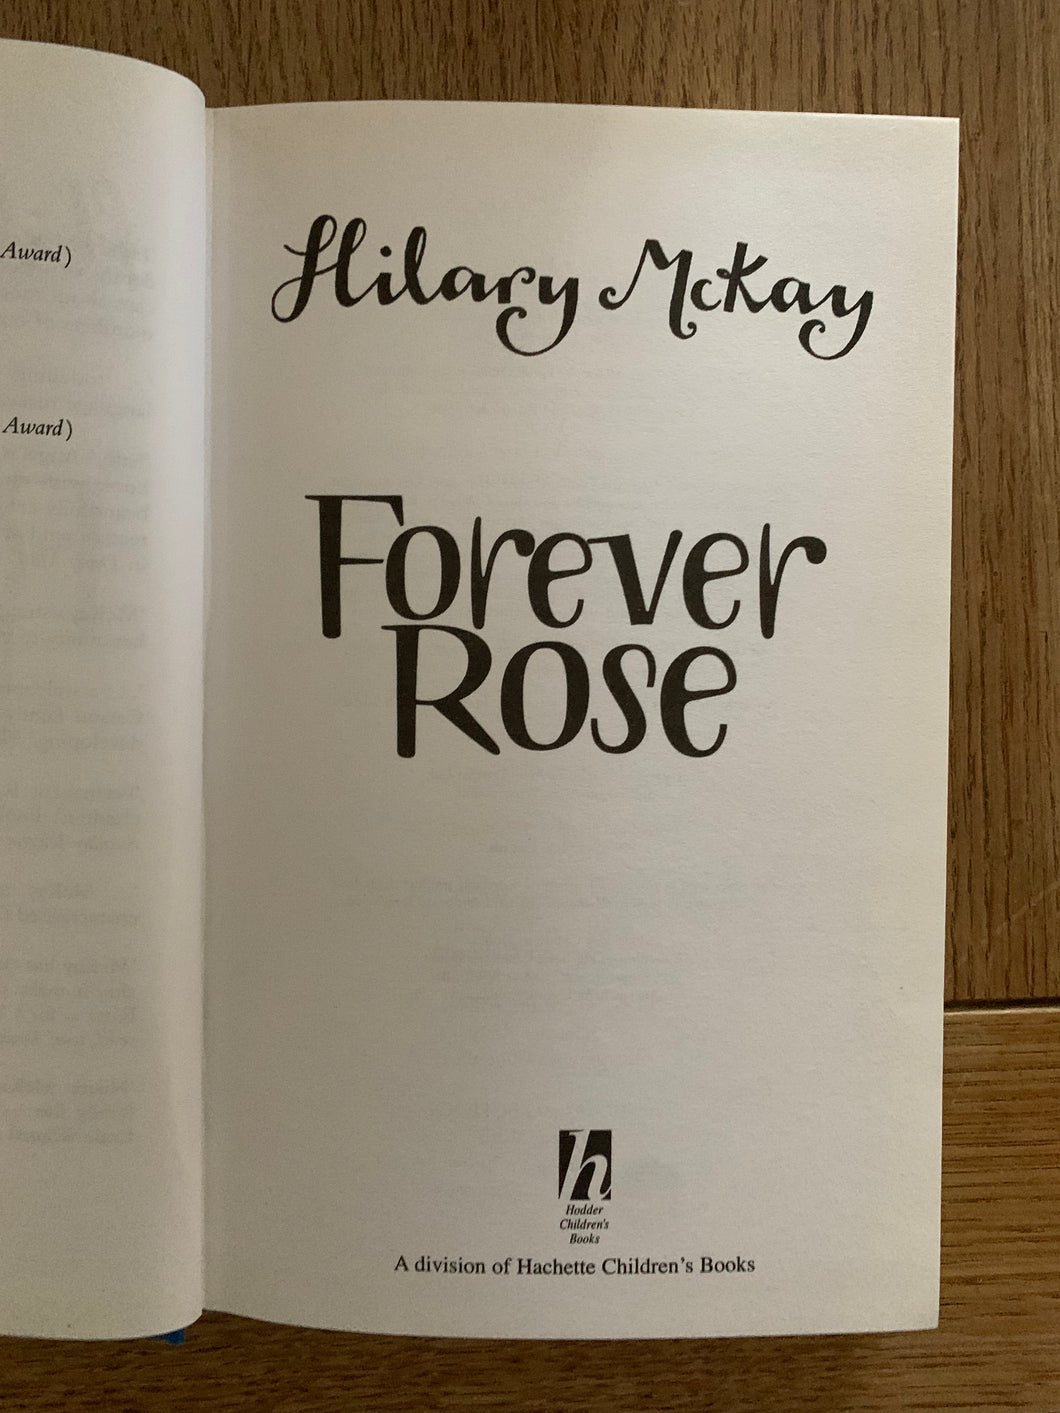 Award)
Award)
Hilary McKay
Forever
Rose
h
Hodder
Children's
Books
A division of Hachette Children's Books